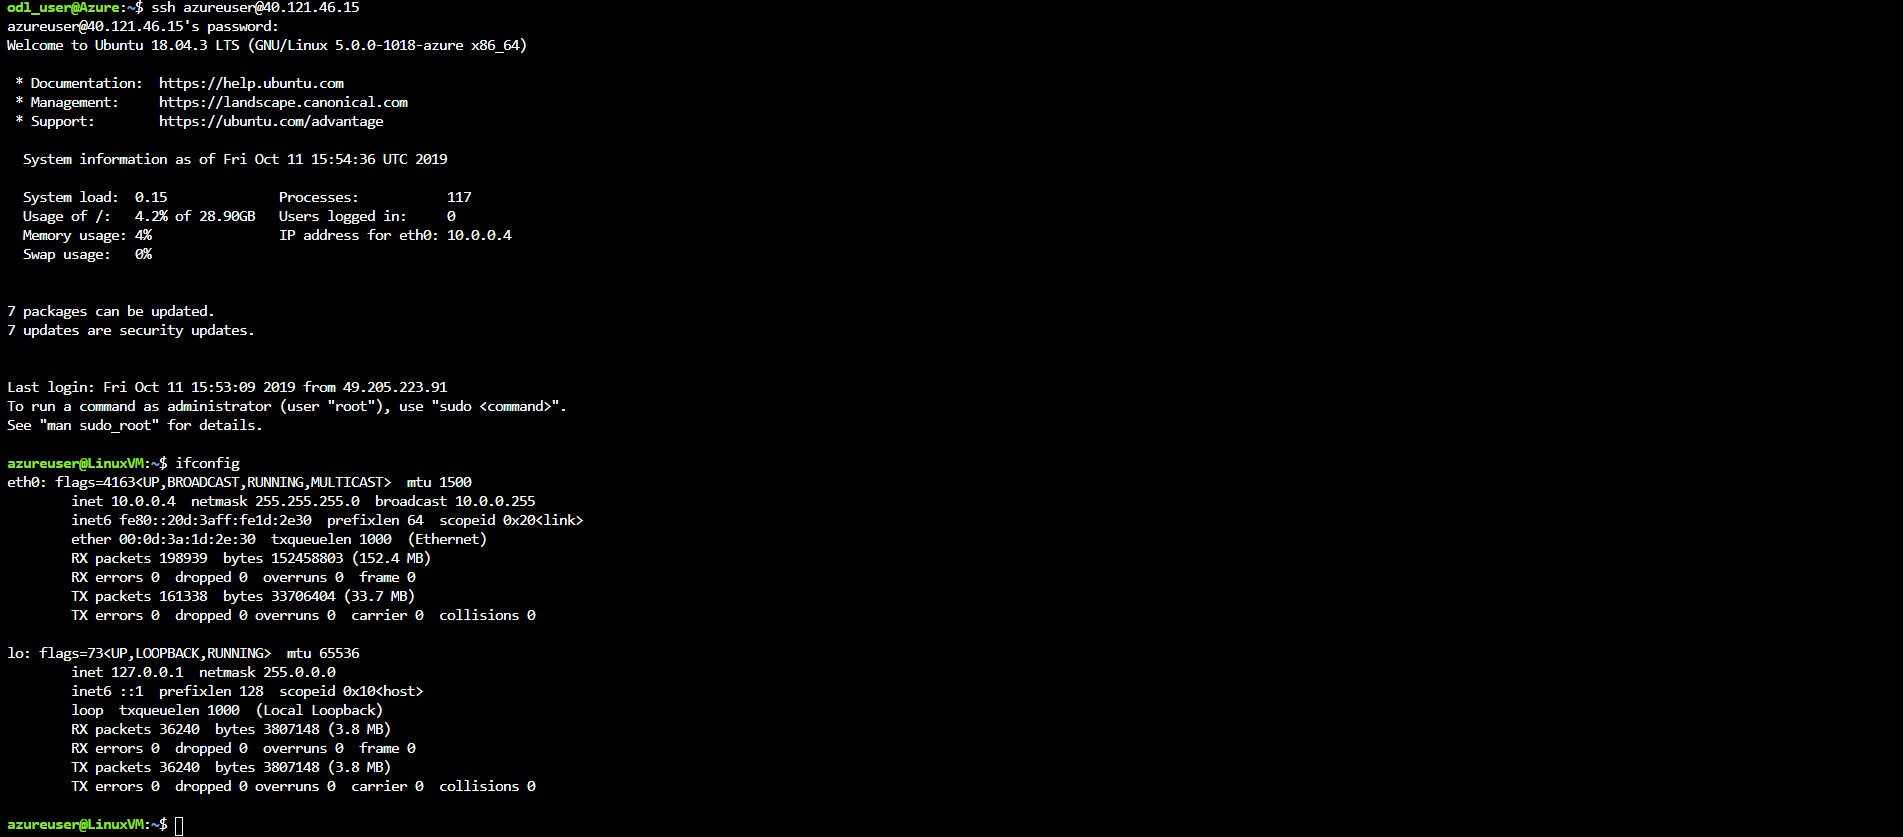 odl_user@Azure:~$ ssh azureuser@40.121.46.15
azureuser@40.121.46.15's password:
Welcome to Ubuntu 18.04.3 LTS (GNU/Linux 5.0.0-1018-azure x86_64)
* Documentation:  https://help.ubuntu.com
* Management:     https://landscape.canonical.com
* Support:        https://ubuntu.com/advantage
System information as of Fri Oct 11 15:54:36 UTC 2019
System load:  0.15              Processes:           117
Usage of /:   4.2% of 28.90GB   Users logged in:     0
Memory usage: 4%                IP address for eth0: 10.0.0.4
Swap usage:   0%
7 packages can be updated.
7 updates are security updates.
Last login: Fri Oct 11 15:53:09 2019 from 49.205.223.91
To run a command as administrator (user "root"), use "sudo <command>".
See "man sudo_root" for details.
azureuser@LinuxVM:~$ ifconfig
eth0: flags=4163<UP,BROADCAST,RUNNING,MULTICAST>  mtu 1500
inet 10.0.0.4  netmask 255.255.255.0  broadcast 10.0.0.255
inet6 fe80::20d:3aff:fe1d:2e30  prefixlen 64  scopeid 0x20<link>
ether 00:0d:3a:1d:2e:30  txqueuelen 1000  (Ethernet)
RX packets 198939  bytes 152458803 (152.4 MB)
RX errors 0  dropped 0  overruns 0  frame 0
TX packets 161338  bytes 33706404 (33.7 MB)
TX errors 0  dropped 0 overruns 0  carrier 0  collisions 0
lo: flags=73<UP,LOOPBACK,RUNNING>  mtu 65536
inet 127.0.0.1  netmask 255.0.0.0
inet6 ::1  prefixlen 128  scopeid 0x10<host>
loop  txqueuelen 1000  (Local Loopback)
RX packets 36240  bytes 3807148 (3.8 MB)
RX errors 0  dropped 0  overruns 0  frame 0
TX packets 36240  bytes 3807148 (3.8 MB)
TX errors 0  dropped 0 overruns 0  carrier 0  collisions 0
azureuser@LinuxVM:~$